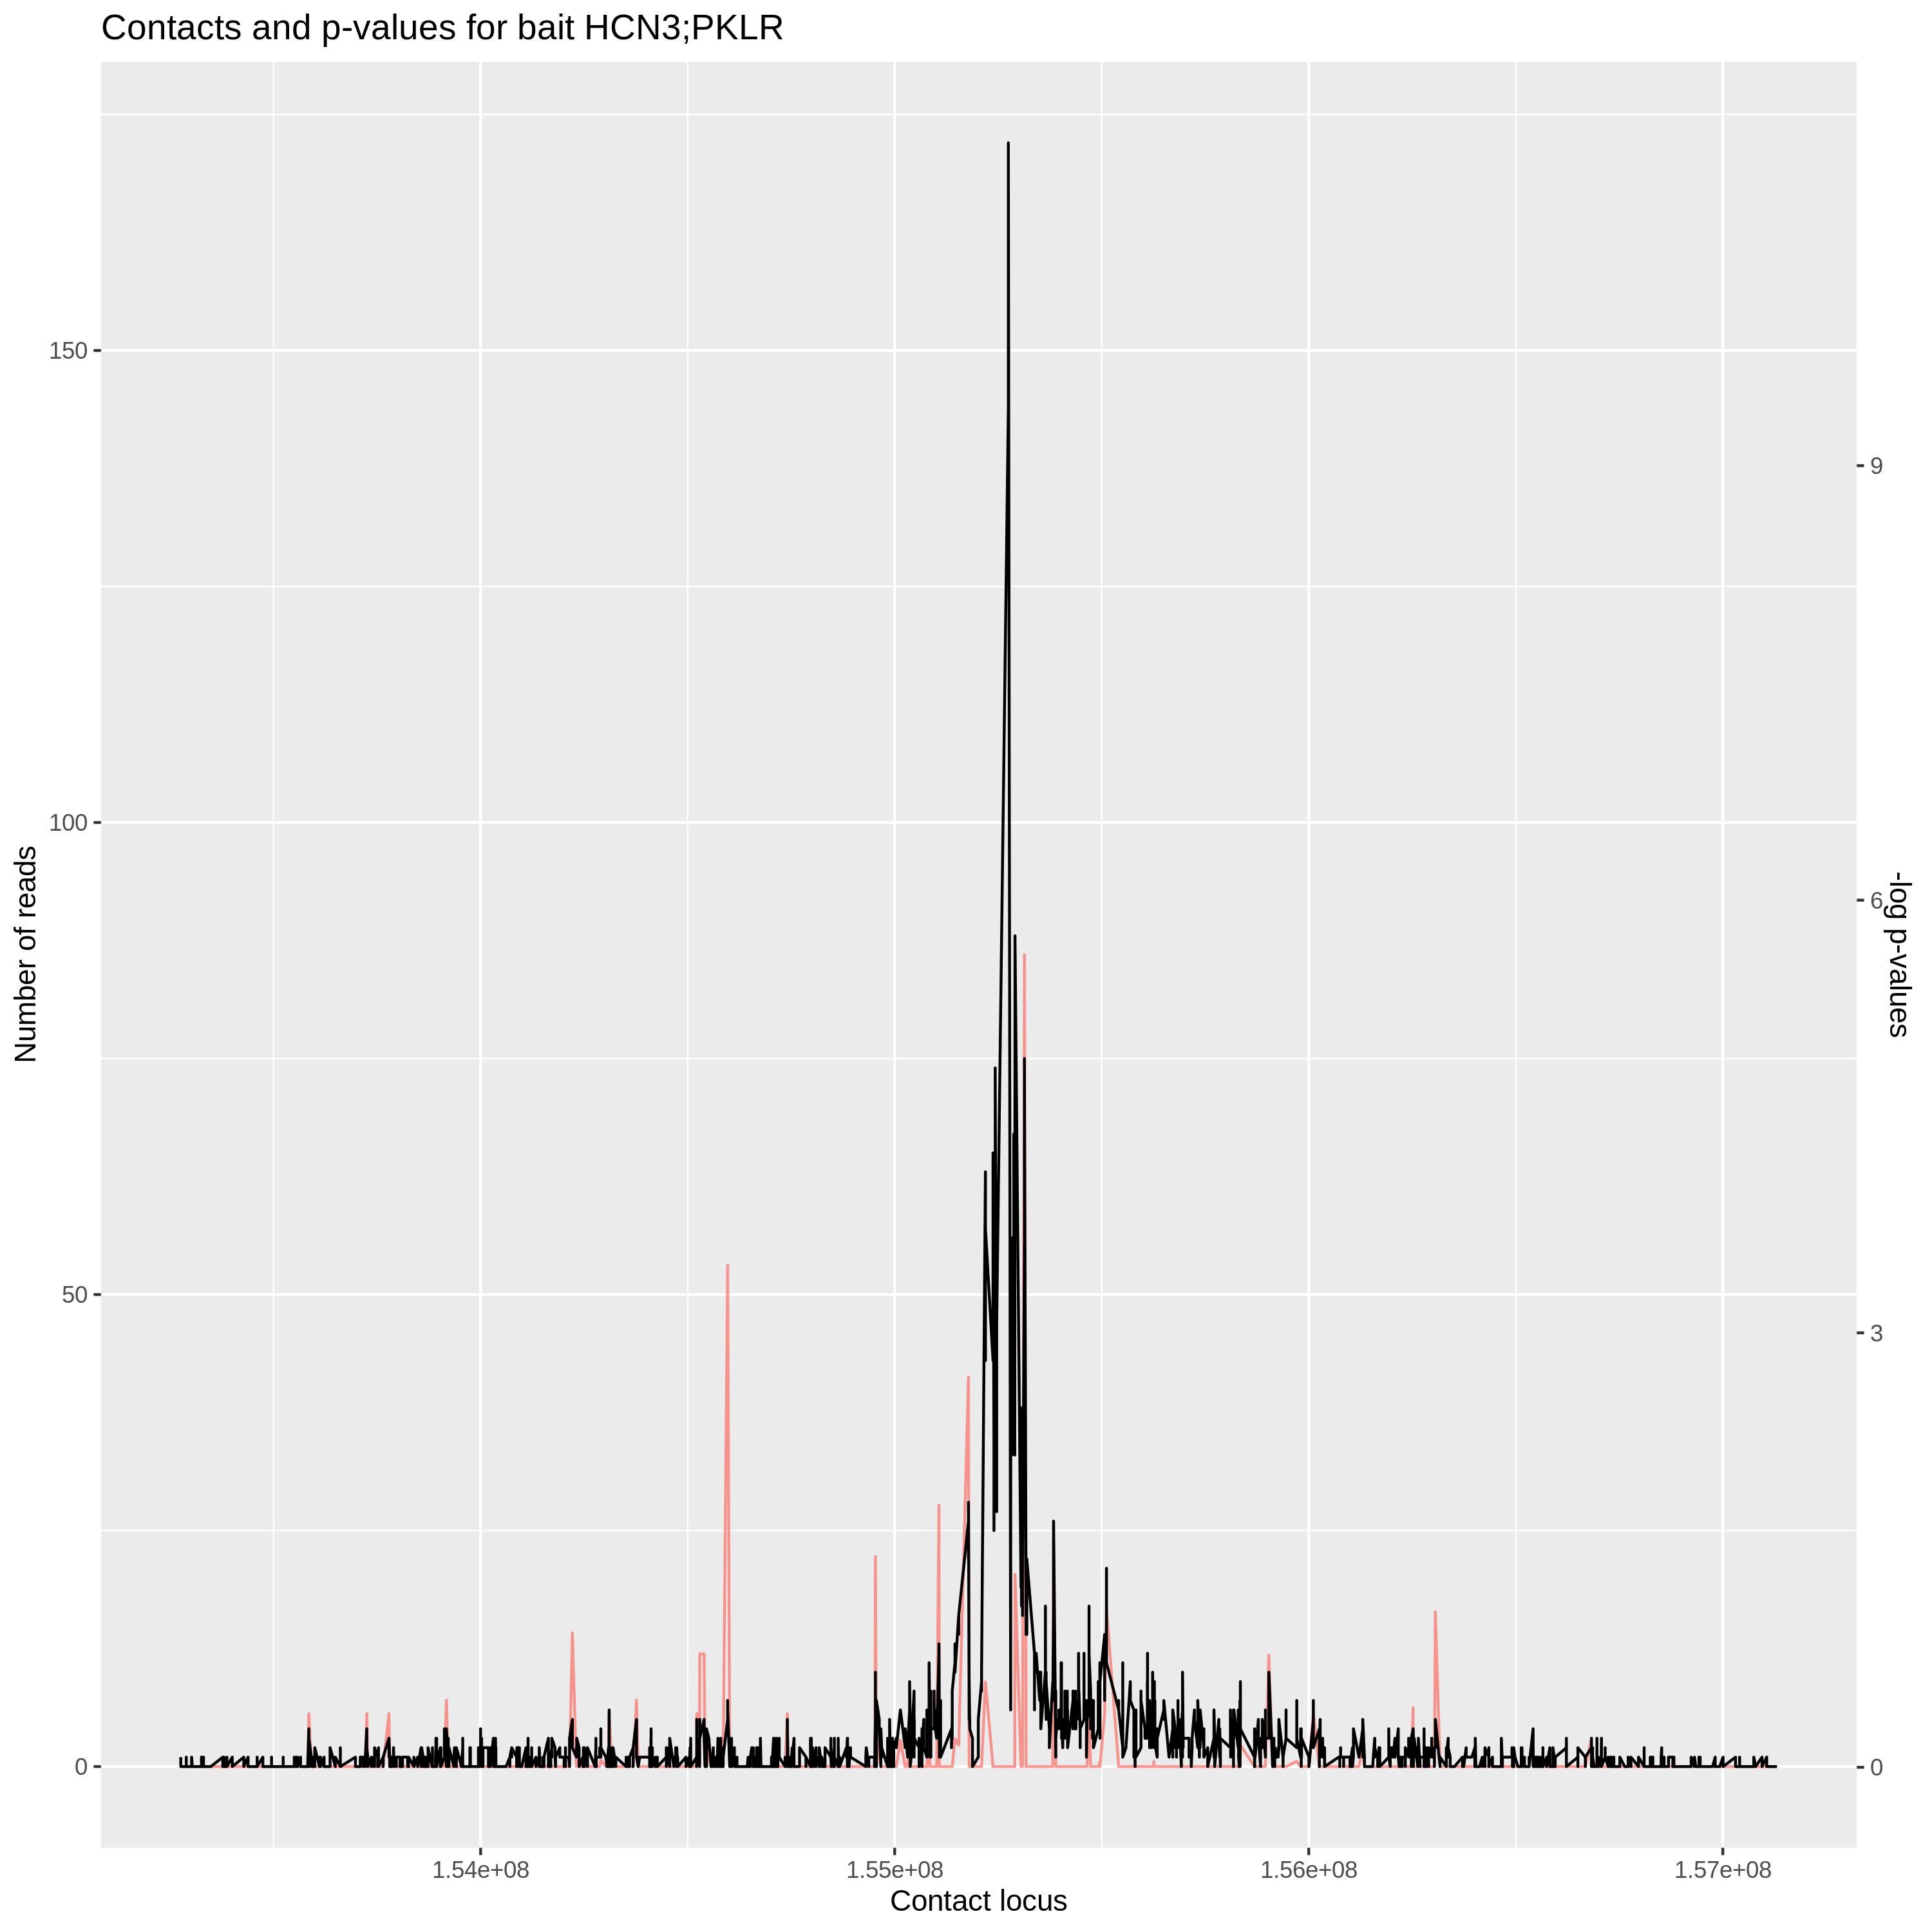 Contacts and p-values for bait HCN3;PKLR
150
100
50
0
Number of reads
9
6
3
0
-log p-values
1.54e+08
1.55e+08
1.56e+08
1.57e+08
Contact locus